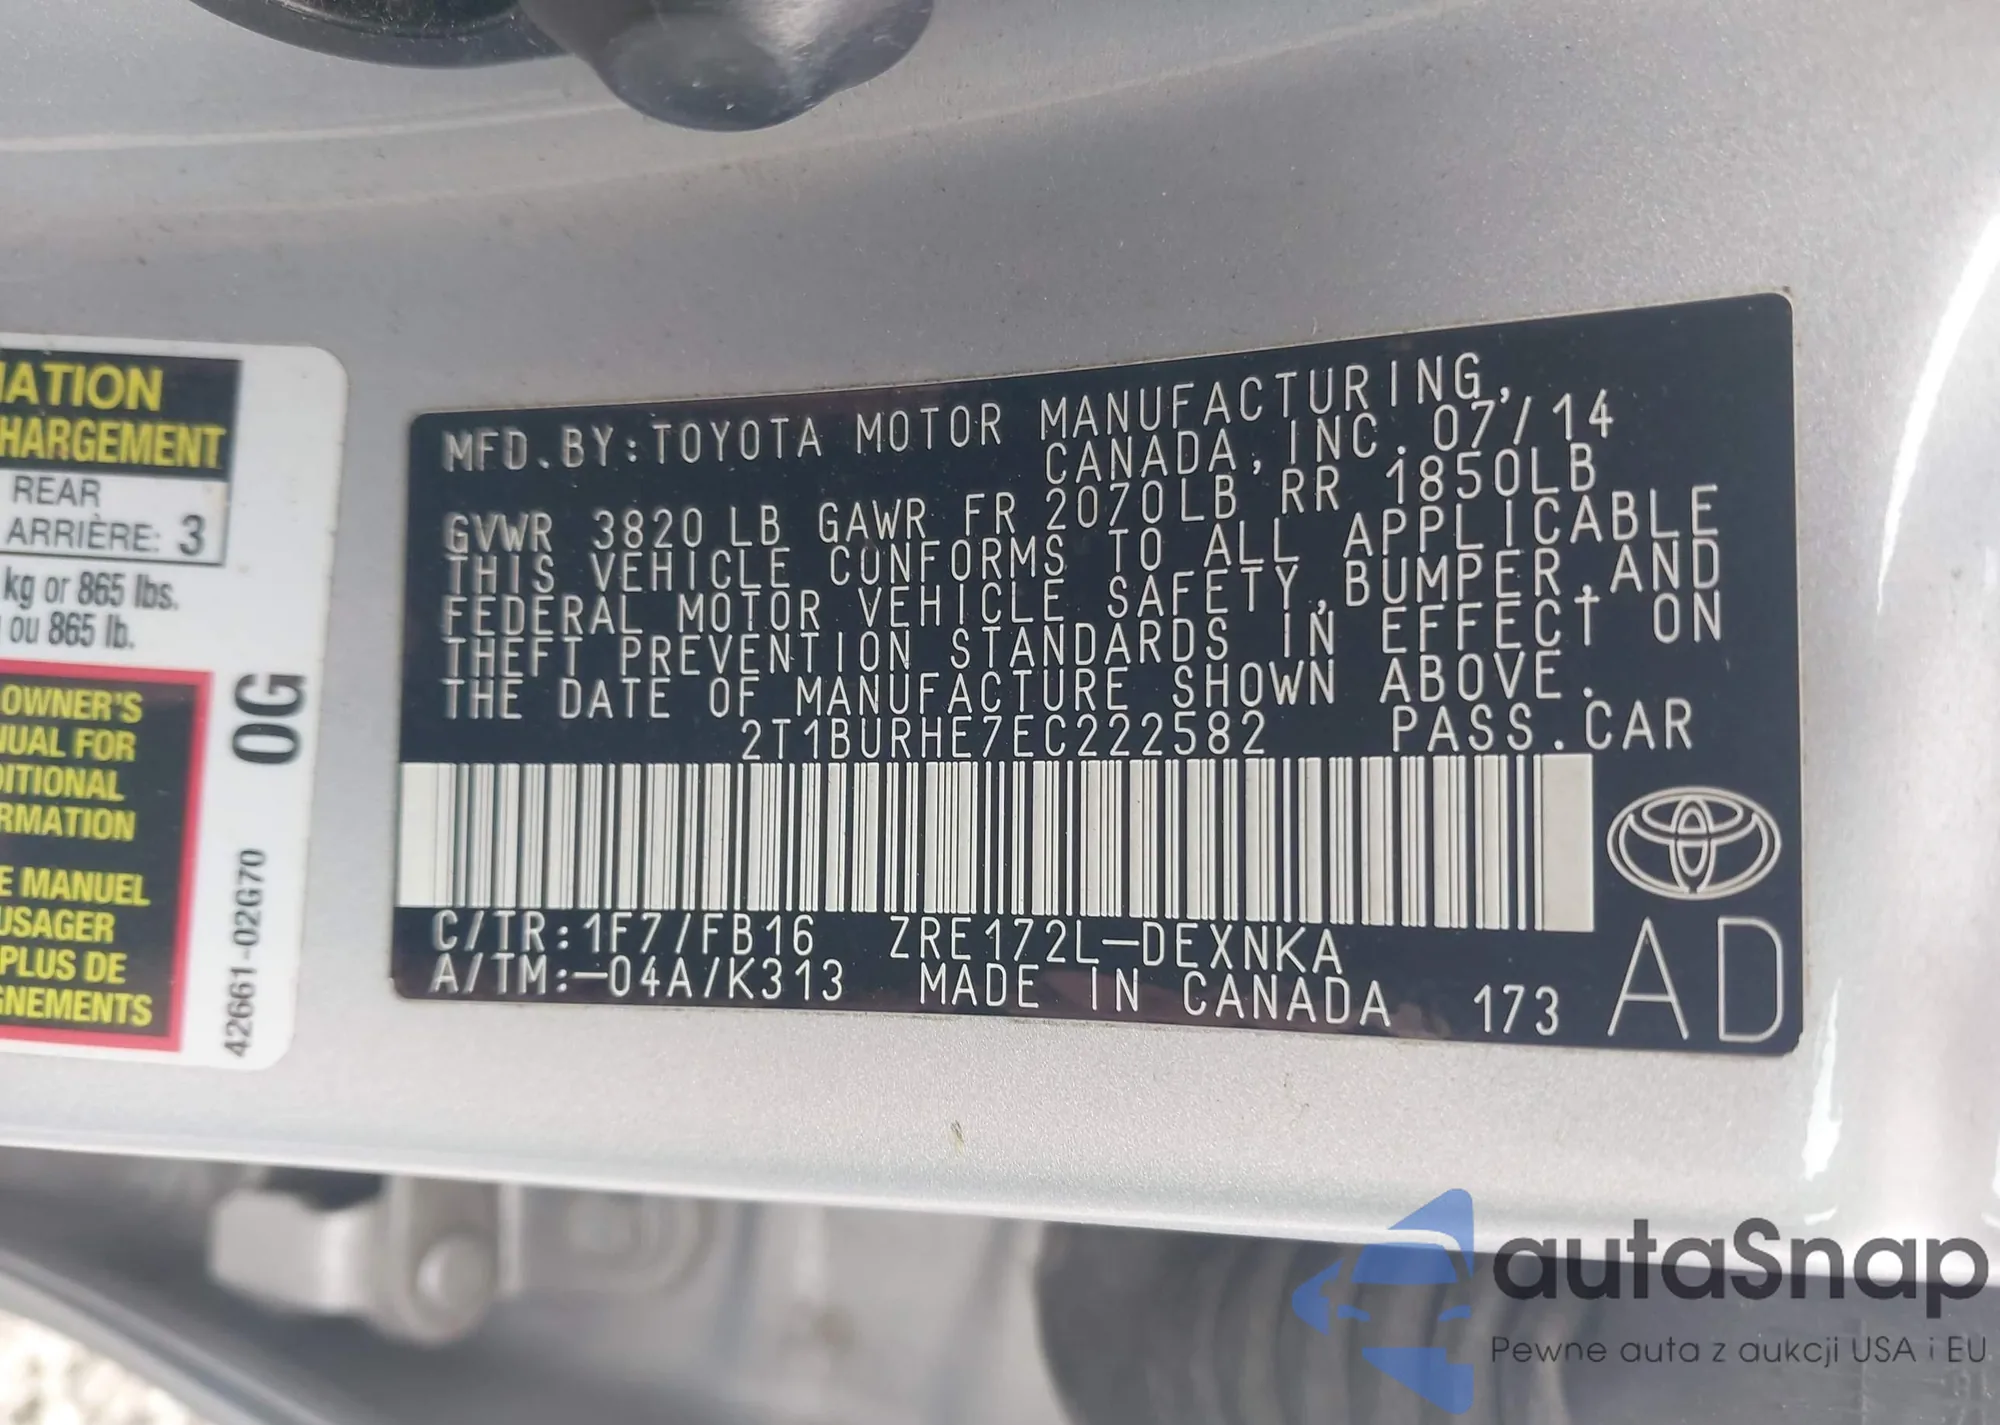 MATION
HARGEMENT
REAR
ARRIÈRE: 3
kg or 865 lbs.
ou 865 lb.
OWNER'S
NUAL FOR
DITIONAL
RMATION
E MANUEL
USAGER
PLUS DE
GNEMENTS
0G
42661-02G70
MFD.BY:TOYOTA MOTOR MANUFACTURING,
CANADA,INC.07/14
GVWR 3820LB GAWR FR 2070LB RR 1850LB
THIS VEHICLE CONFORMS TO ALL APPLICABLE
FEDERAL MOTOR VEHICLE SAFETY,BUMPER,AND
THEFT PREVENTION STANDARDS IN EFFECT ON
THE DATE OF MANUFACTURE SHOWN ABOVE.
2T1BURHE7EC222582 PASS.CAR
C/TR:1F7/FB16 ZRE172L-DEXNKA
A/TM:-04A/K313 MADE IN CANADA 173
AD
autaSnap
Pewne auta z aukcji USA i EU